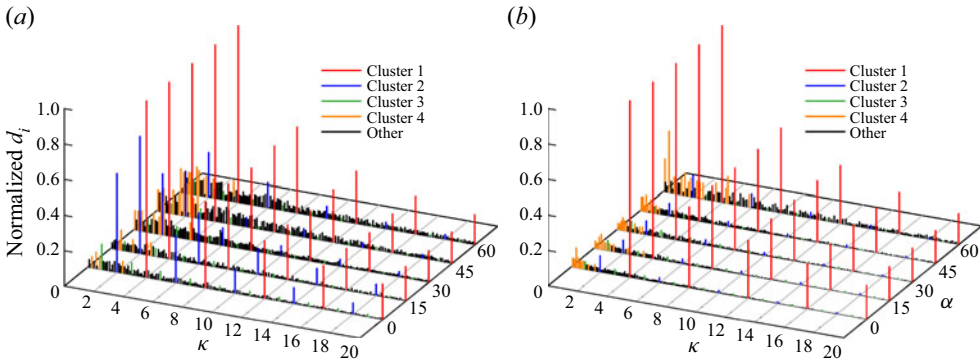 (a)
Cluster 1
Cluster 2
Cluster 3
Cluster 4
Other
Normalized d_i
1.0
0.8
0.6
0.4
0.2
0
2
4
6
8
10
12
14
16
18
20
κ
0
15
30
45
60
(b)
Cluster 1
Cluster 2
Cluster 3
Cluster 4
Other
1.0
0.8
0.6
0.4
0.2
0
2
4
6
8
10
12
14
16
18
20
κ
0
15
30
45
60
α